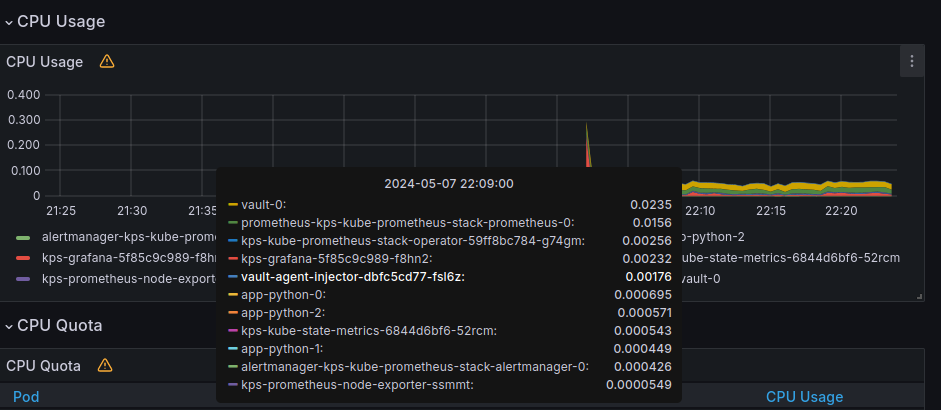 CPU Usage
CPU Usage
0.400
0.300
0.200
0.100
0
21:25 21:30 21:35 22:10 22:15 22:20
2024-05-07 22:09:00
vault-0: 0.0235
prometheus-kps-kube-prometheus-stack-prometheus-0: 0.0156
kps-kube-prometheus-stack-operator-59ff8bc784-g74gm: 0.00256
kps-grafana-5f85c9c989-f8hn2: 0.00232
vault-agent-injector-dbfc5cd77-fsl6z: 0.00176
app-python-0: 0.000695
app-python-2: 0.000571
kps-kube-state-metrics-6844d6bf6-52rcm: 0.000543
app-python-1: 0.000449
alertmanager-kps-kube-prometheus-stack-alertmanager-0: 0.000426
kps-prometheus-node-exporter-ssmmt: 0.0000549
alertmanager-kps-kube-prom p-python-2
kps-grafana-5f85c9c989-f8h ube-state-metrics-6844d6bf6-52rcm
kps-prometheus-node-export vault-0
CPU Quota
CPU Quota
Pod CPU Usage